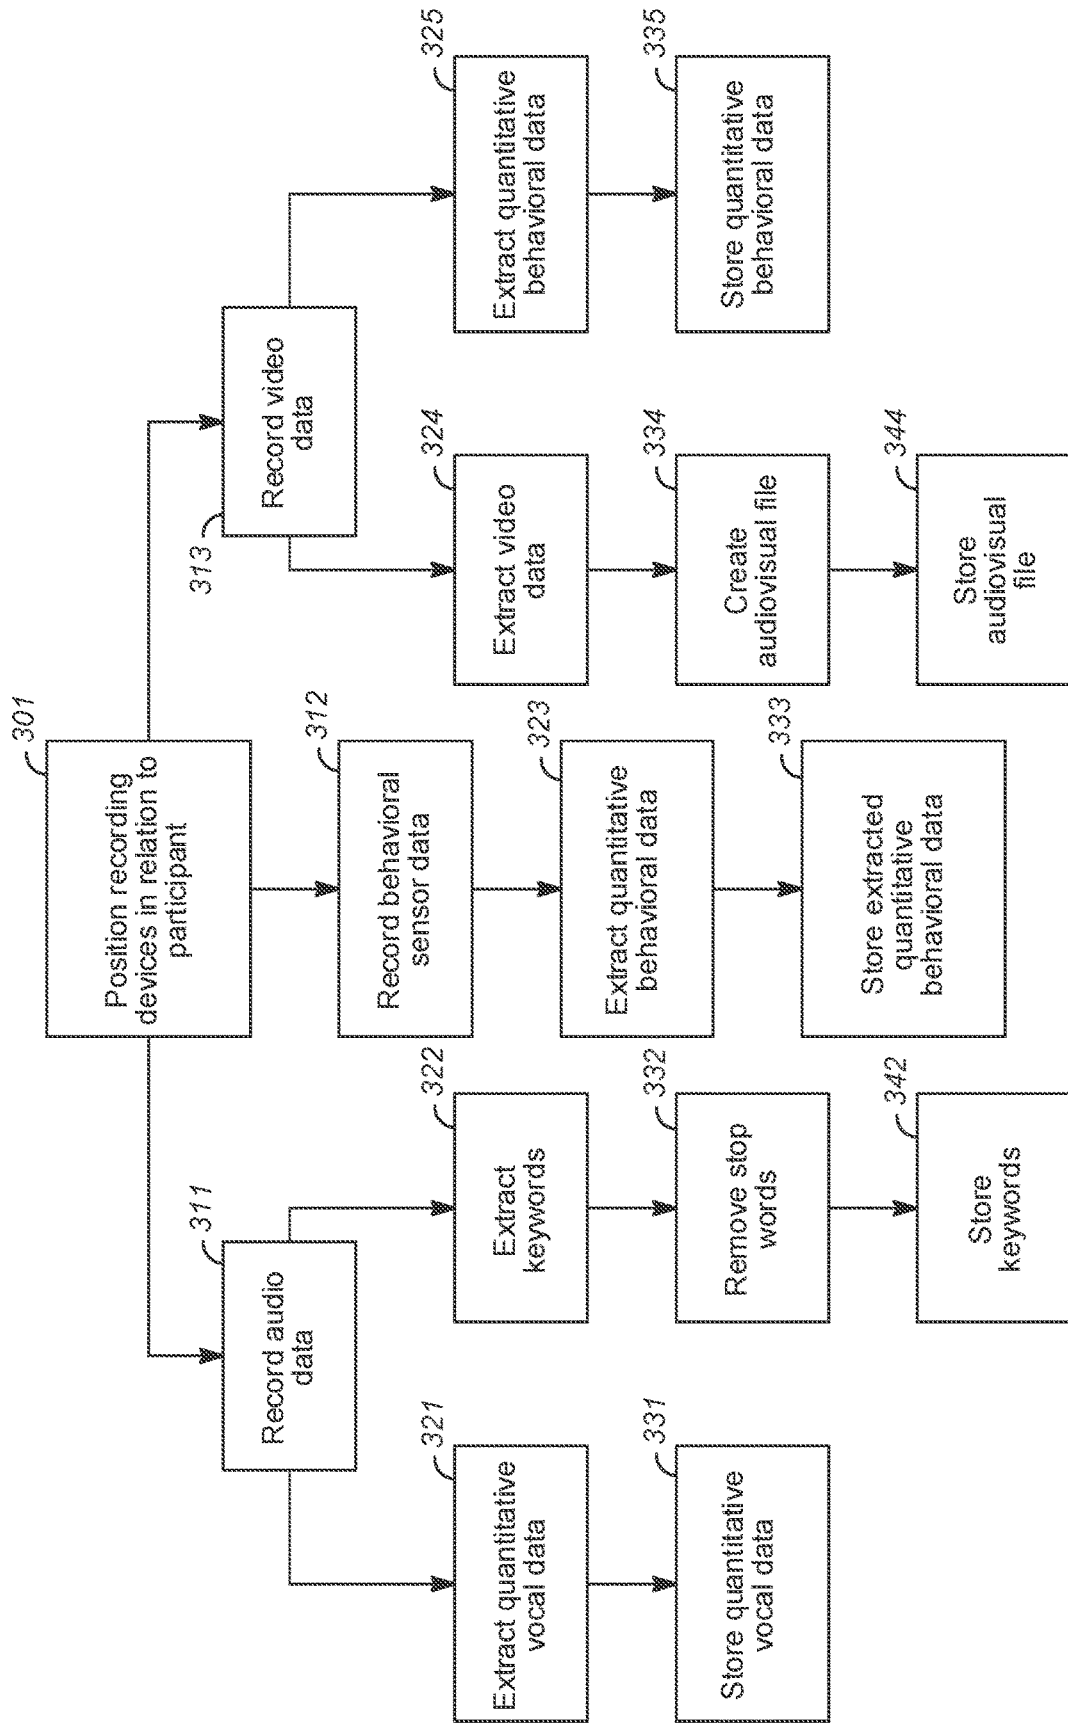 301
Position recording
devices in relation to
participant
311
Record audio
data
312
Record behavioral
sensor data
313
Record video
data
321
Extract quantitative
vocal data
322
Extract
keywords
323
Extract quantitative
behavioral data
324
Extract video
data
325
Extract quantitative
behavioral data
331
Store quantitative
vocal data
332
Remove stop
words
333
Store extracted
quantitative
behavioral data
334
Create
audiovisual file
335
Store quantitative
behavioral data
342
Store
keywords
344
Store
audiovisual
file